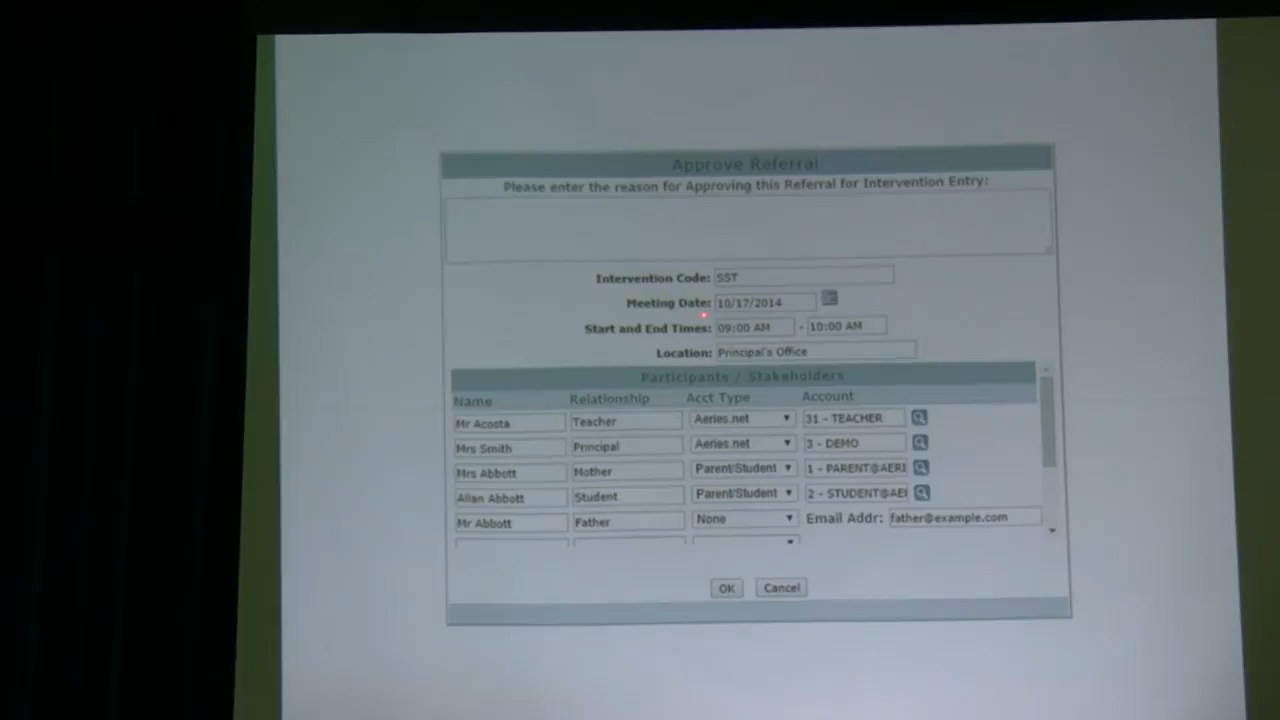 Approve Referral
Please enter the reason for Approving this Referral for Intervention Entry:
Intervention Code: SST
Meeting Date: 10/17/2014
Start and End Times: 09:00 AM - 10:00 AM
Location: Principal's Office
Participants / Stakeholders
Name Relationship Acct Type Account
Mr Acosta Teacher Aeries.net 31 - TEACHER
Mrs Smith Principal Aeries.net 3 - DEMO
Mrs Abbott Mother Parent/Student 1 - PARENT@AERI
Allan Abbott Student Parent/Student 2 - STUDENT@AEI
Mr Abbott Father None Email Addr: father@example.com
OK Cancel